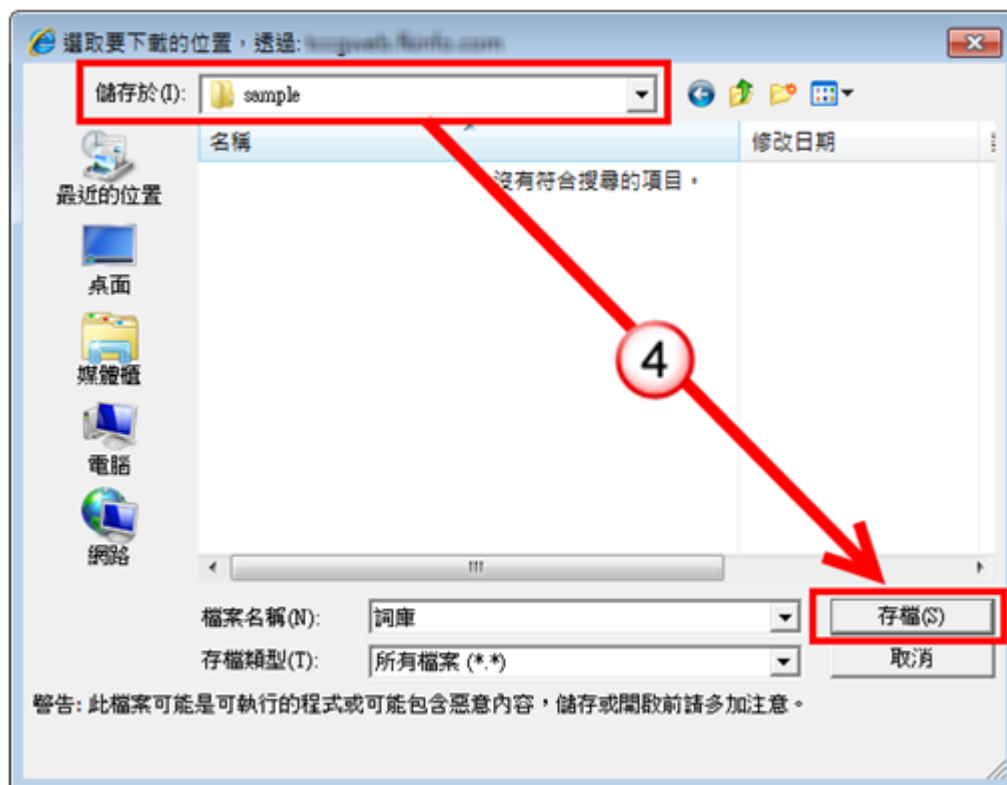 選取要下載的位置，透過:
儲存於(I): sample
名稱 修改日期
沒有符合搜尋的項目。
最近的位置
桌面
媒體櫃
電腦
網路
4
檔案名稱(N): 詞庫 存檔(S)
存檔類型(T): 所有檔案 (*.*) 取消
警告: 此檔案可能是可執行的程式或可能包含惡意內容，儲存或開啟前請多加注意。